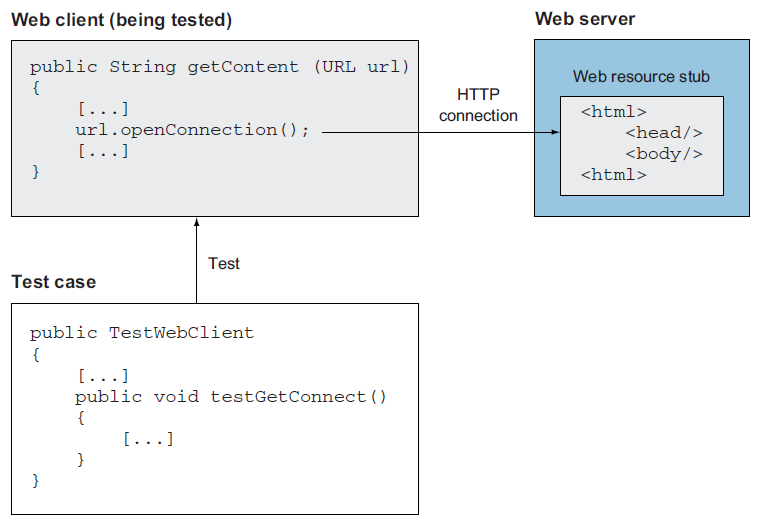 Web client (being tested)
public String getContent (URL url)
{
[...]
url.openConnection();
[...]
}
HTTP
connection
Web server
Web resource stub
<html>
<head/>
<body/>
<html>
Test
Test case
public TestWebClient
{
[...]
public void testGetConnect()
{
[...]
}
}